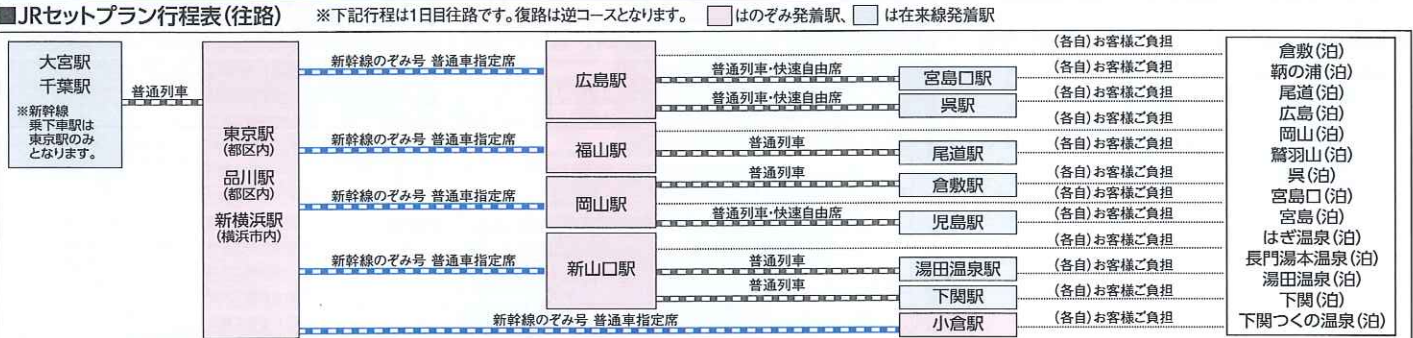 ■JRセットプラン行程表(往路) ※下記行程は1日目往路です。復路は逆コースとなります。 はのぞみ発着駅、 は在来線発着駅
大宮駅
千葉駅
※新幹線
乗下車駅は
東京駅のみ
となります。
普通列車
東京駅
(都区内)
品川駅
(都区内)
新横浜駅
(横浜市内)
新幹線のぞみ号 普通車指定席
広島駅
(各自)お客様ご負担
普通列車・快速自由席
宮島口駅
(各自)お客様ご負担
普通列車・快速自由席
呉駅
(各自)お客様ご負担
新幹線のぞみ号 普通車指定席
福山駅
(各自)お客様ご負担
普通列車
尾道駅
(各自)お客様ご負担
新幹線のぞみ号 普通車指定席
岡山駅
普通列車
倉敷駅
(各自)お客様ご負担
(各自)お客様ご負担
普通列車・快速自由席
児島駅
(各自)お客様ご負担
新幹線のぞみ号 普通車指定席
新山口駅
(各自)お客様ご負担
普通列車
湯田温泉駅
(各自)お客様ご負担
普通列車
下関駅
(各自)お客様ご負担
新幹線のぞみ号 普通車指定席
小倉駅
(各自)お客様ご負担
倉敷(泊)
鞆の浦(泊)
尾道(泊)
広島(泊)
岡山(泊)
鷲羽山(泊)
呉(泊)
宮島口(泊)
宮島(泊)
はぎ温泉(泊)
長門湯本温泉(泊)
湯田温泉(泊)
下関(泊)
下関つくの温泉(泊)